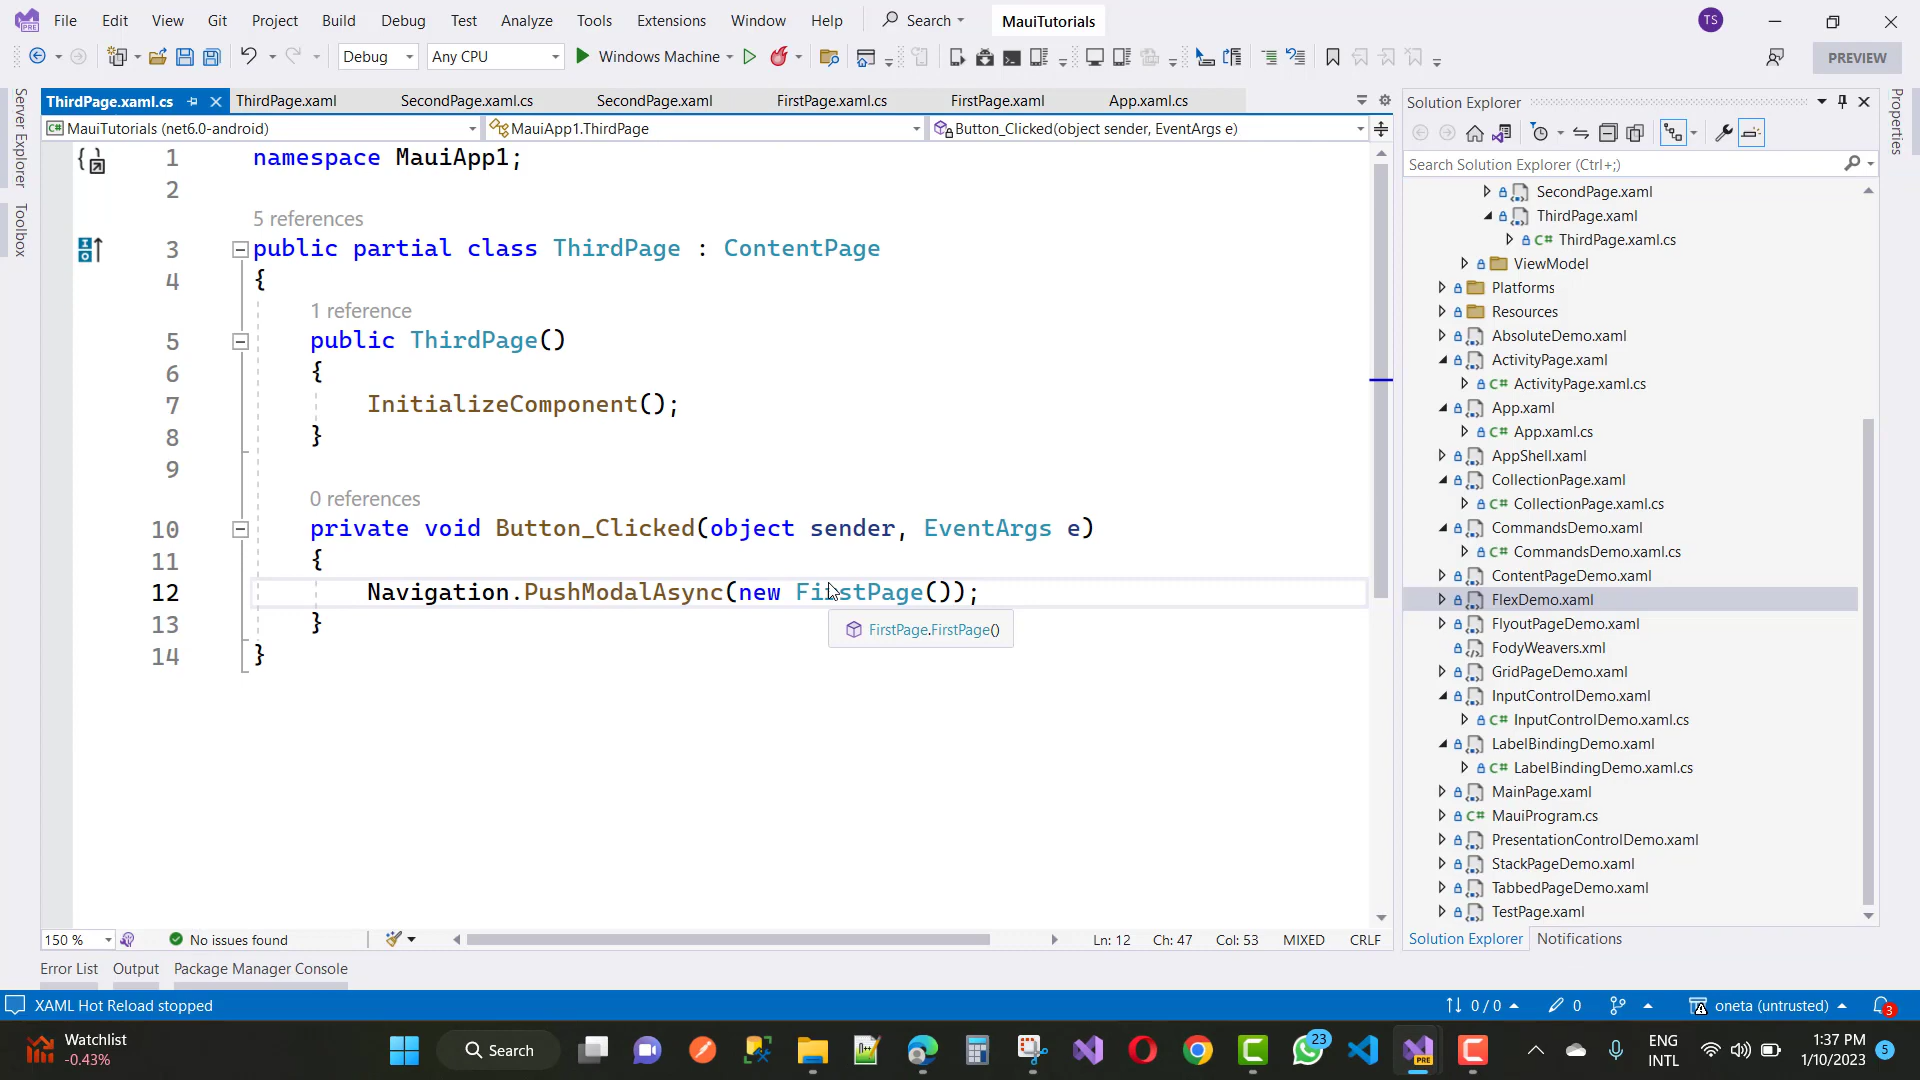 File Edit View Git Project Build Debug Test Analyze Tools Extensions Window Help Search MauiTutorials TS
Debug Any CPU Windows Machine PREVIEW
Server Explorer
Toolbox
ThirdPage.xaml.cs ThirdPage.xaml SecondPage.xaml.cs SecondPage.xaml FirstPage.xaml.cs FirstPage.xaml App.xaml.cs
MauiTutorials (net6.0-android) MauiApp1.ThirdPage Button_Clicked(object sender, EventArgs e)
1 namespace MauiApp1;
2
5 references
3 public partial class ThirdPage : ContentPage
4 {
1 reference
5 public ThirdPage()
6 {
7 InitializeComponent();
8 }
9
0 references
10 private void Button_Clicked(object sender, EventArgs e)
11 {
12 Navigation.PushModalAsync(new FirstPage());
13 }
FirstPage.FirstPage()
14 }
150 % No issues found Ln: 12 Ch: 47 Col: 53 MIXED CRLF
Error List Output Package Manager Console
Solution Explorer
Search Solution Explorer (Ctrl+;)
SecondPage.xaml
ThirdPage.xaml
C# ThirdPage.xaml.cs
ViewModel
Platforms
Resources
AbsoluteDemo.xaml
ActivityPage.xaml
C# ActivityPage.xaml.cs
App.xaml
C# App.xaml.cs
AppShell.xaml
CollectionPage.xaml
C# CollectionPage.xaml.cs
CommandsDemo.xaml
C# CommandsDemo.xaml.cs
ContentPageDemo.xaml
FlexDemo.xaml
FlyoutPageDemo.xaml
FodyWeavers.xml
GridPageDemo.xaml
InputControlDemo.xaml
C# InputControlDemo.xaml.cs
LabelBindingDemo.xaml
C# LabelBindingDemo.xaml.cs
MainPage.xaml
C# MauiProgram.cs
PresentationControlDemo.xaml
StackPageDemo.xaml
TabbedPageDemo.xaml
TestPage.xaml
Solution Explorer Notifications
Properties
XAML Hot Reload stopped 0 / 0 0 oneta (untrusted) 3
Watchlist
-0.43%
Search
23
PRE
ENG
INTL
1:37 PM
1/10/2023
5